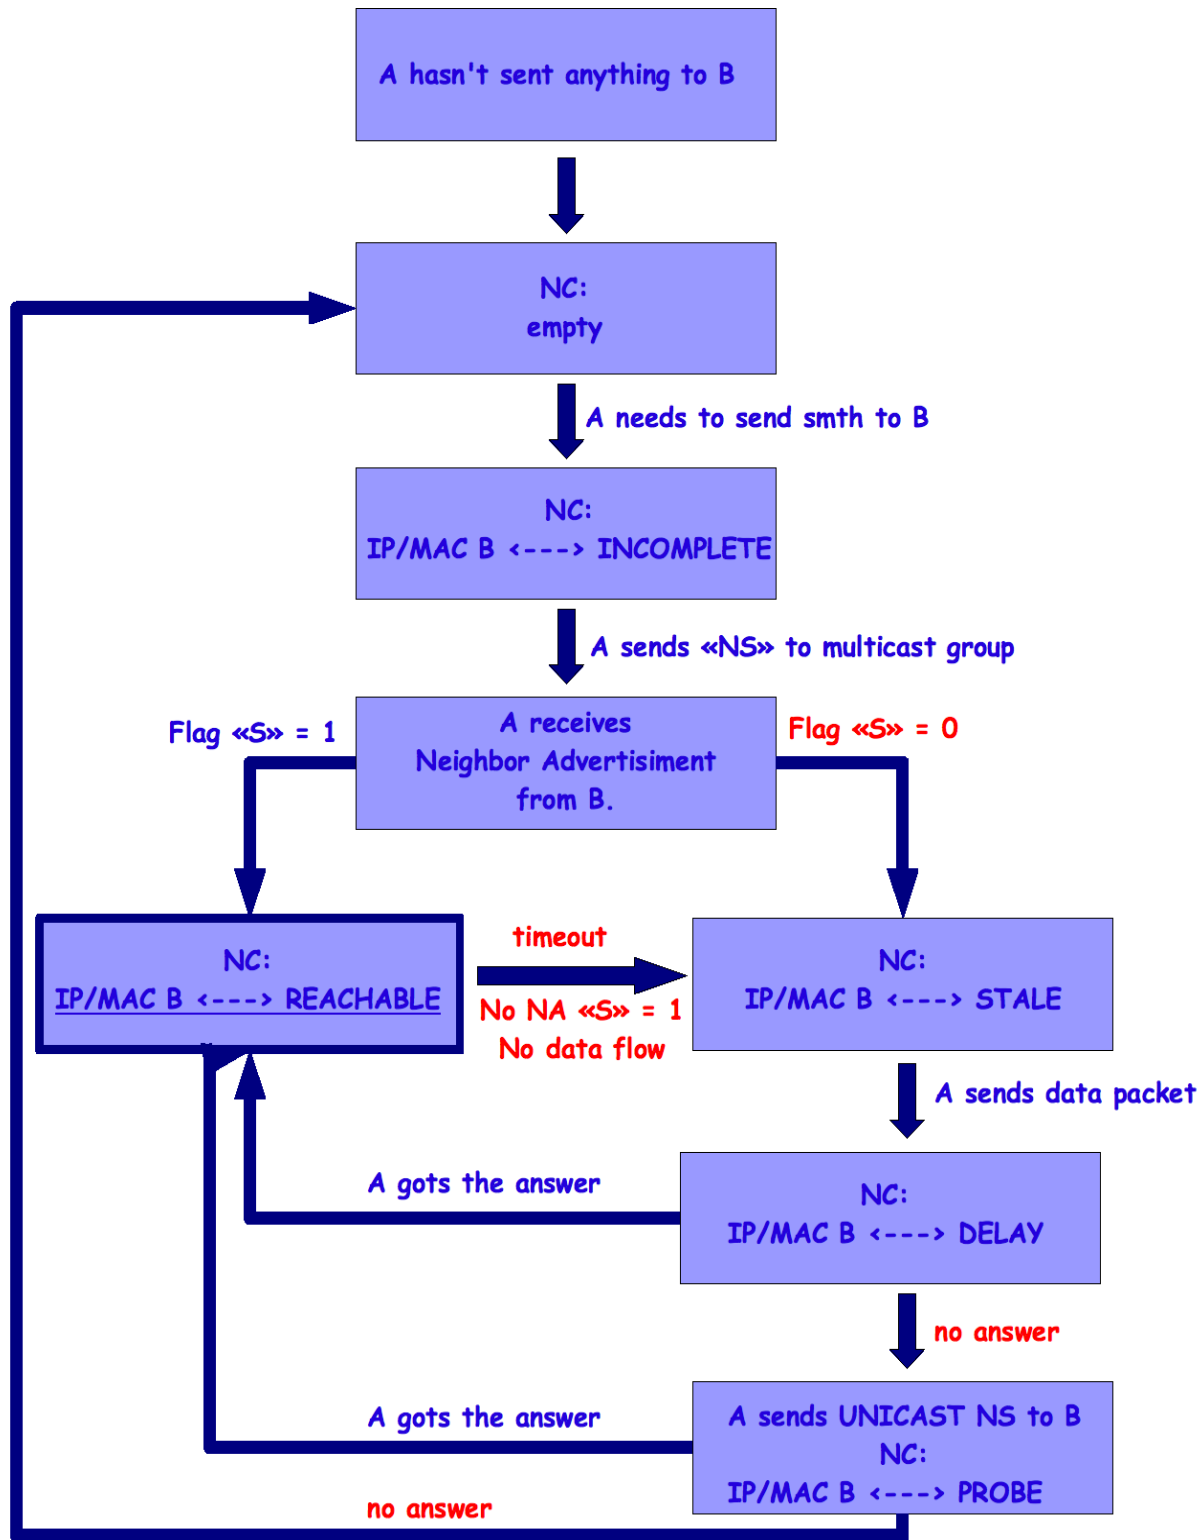 A hasn't sent anything to B
NC:
empty
A needs to send smth to B
NC:
IP/MAC B <---> INCOMPLETE
A sends «NS» to multicast group
Flag «S» = 1
A receives
Neighbor Advertisiment
from B.
Flag «S» = 0
NC:
IP/MAC B <---> REACHABLE
timeout
No NA «S» = 1
No data flow
NC:
IP/MAC B <---> STALE
A sends data packet
A gots the answer
NC:
IP/MAC B <---> DELAY
no answer
A gots the answer
A sends UNICAST NS to B
NC:
IP/MAC B <---> PROBE
no answer